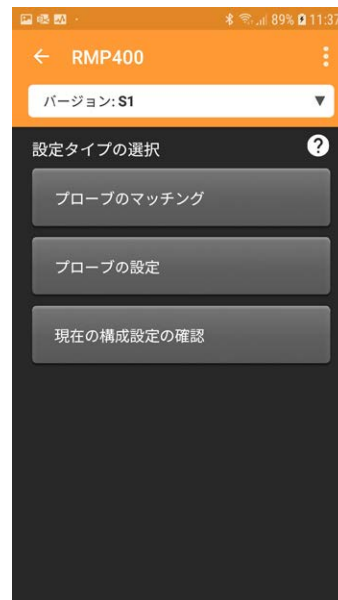 89% 11:37
RMP400
バージョン: S1
設定タイプの選択
プローブのマッチング
プローブの設定
現在の構成設定の確認